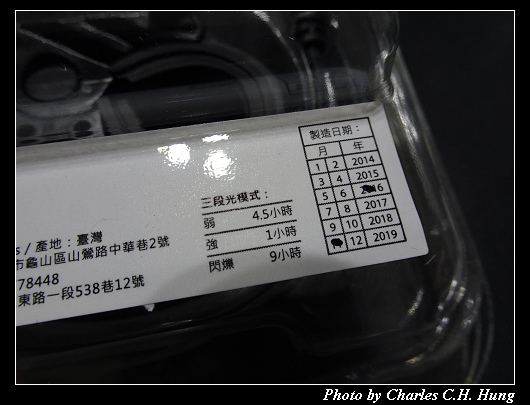 製造日期：
月 年
1 2 2014
3 4 2015
5 6 6
7 8 2017
9 10 2018
12 2019
三段光模式：
弱 4.5小時
強 1小時
閃爍 9小時
s / 產地：臺灣
市龜山區山鶯路中華巷2號
78448
東路一段538巷12號
Photo by Charles C.H. Hung